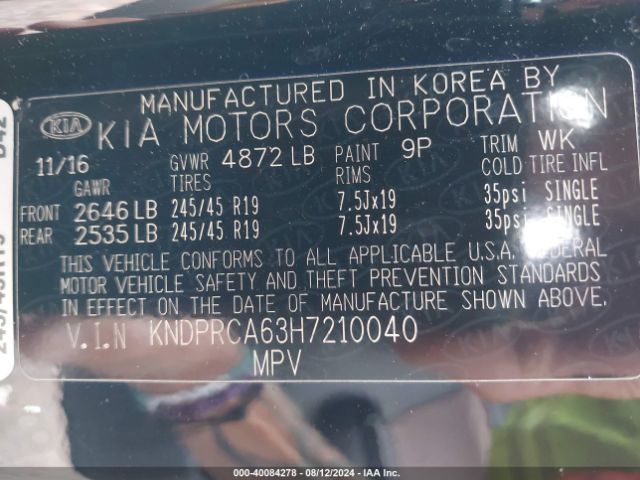 MANUFACTURED IN KOREA BY
KIA KIA MOTORS CORPORATION
11/16 GVWR 4872 LB PAINT 9P TRIM WK
GAWR TIRES RIMS COLD TIRE INFL
FRONT 2646 LB 245/45 R19 7.5Jx19 35psi SINGLE
REAR 2535 LB 245/45 R19 7.5Jx19 35psi SINGLE
THIS VEHICLE CONFORMS TO ALL APPLICABLE U.S.A. FEDERAL
MOTOR VEHICLE SAFETY AND THEFT PREVENTION STANDARDS
IN EFFECT ON THE DATE OF MANUFACTURE SHOWN ABOVE.
V.I.N KNDPRCA63H7210040
MPV
000-40084278 - 08/12/2024 - IAA Inc.